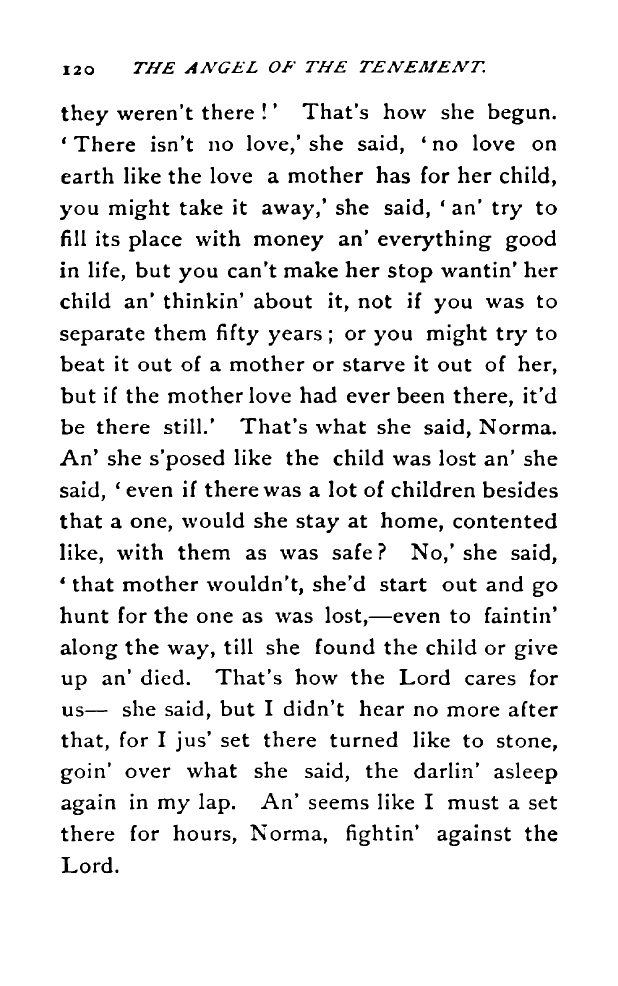 120 THE ANGEL OF THE TENEMENT.
they weren't there!' That's how she begun.
‘There isn't no love,’ she said, ‘no love on
earth like the love a mother has for her child,
you might take it away,’ she said, ‘an’ try to
fill its place with money an’ everything good
in life, but you can't make her stop wantin’ her
child an’ thinkin’ about it, not if you was to
separate them fifty years; or you might try to
beat it out of a mother or starve it out of her,
but if the mother love had ever been there, it'd
be there still.’ That's what she said, Norma.
An’ she s'posed like the child was lost an’ she
said, ‘even if there was a lot of children besides
that a one, would she stay at home, contented
like, with them as was safe? No,’ she said,
‘that mother wouldn't, she'd start out and go
hunt for the one as was lost,—even to faintin’
along the way, till she found the child or give
up an’ died. That's how the Lord cares for
us— she said, but I didn't hear no more after
that, for I jus’ set there turned like to stone,
goin’ over what she said, the darlin’ asleep
again in my lap. An’ seems like I must a set
there for hours, Norma, fightin’ against the
Lord.